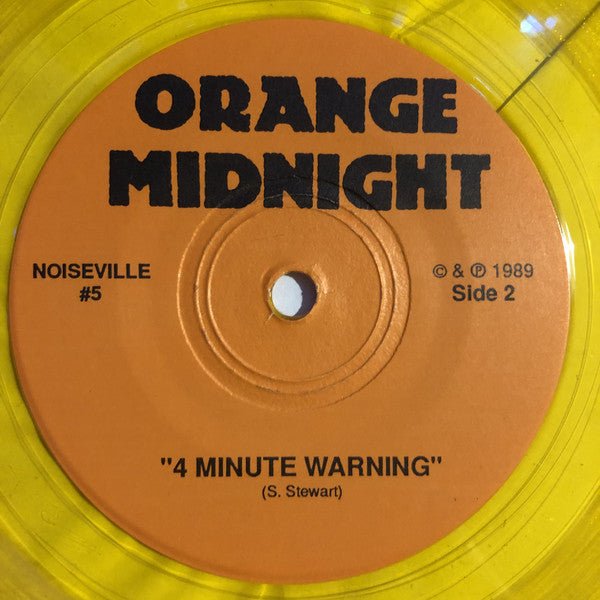 ORANGE
MIDNIGHT
NOISEVILLE
#5
© & ℗ 1989
Side 2
"4 MINUTE WARNING"
(S. Stewart)